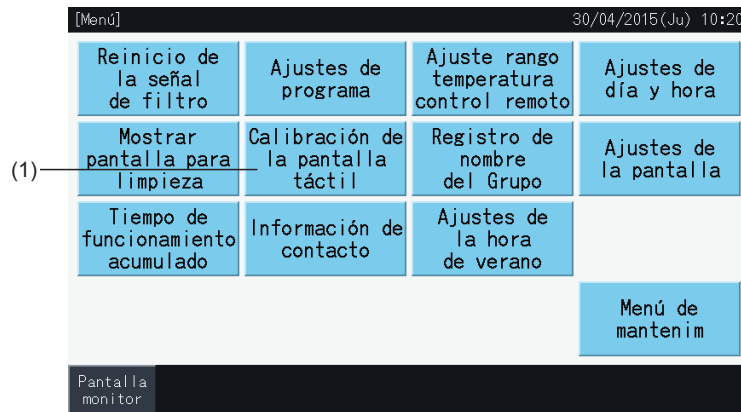 [Menú]
30/04/2015(Ju) 10:20
Reinicio de
la señal
de filtro
Ajustes de
programa
Ajuste rango
temperatura
control remoto
Ajustes de
día y hora
Mostrar
pantalla para
limpieza
Calibración de
la pantalla
táctil
Registro de
nombre
del Grupo
Ajustes de
la pantalla
(1)
Tiempo de
funcionamiento
acumulado
Información de
contacto
Ajustes de
la hora
de verano
Menú de
mantenim
Pantalla
monitor